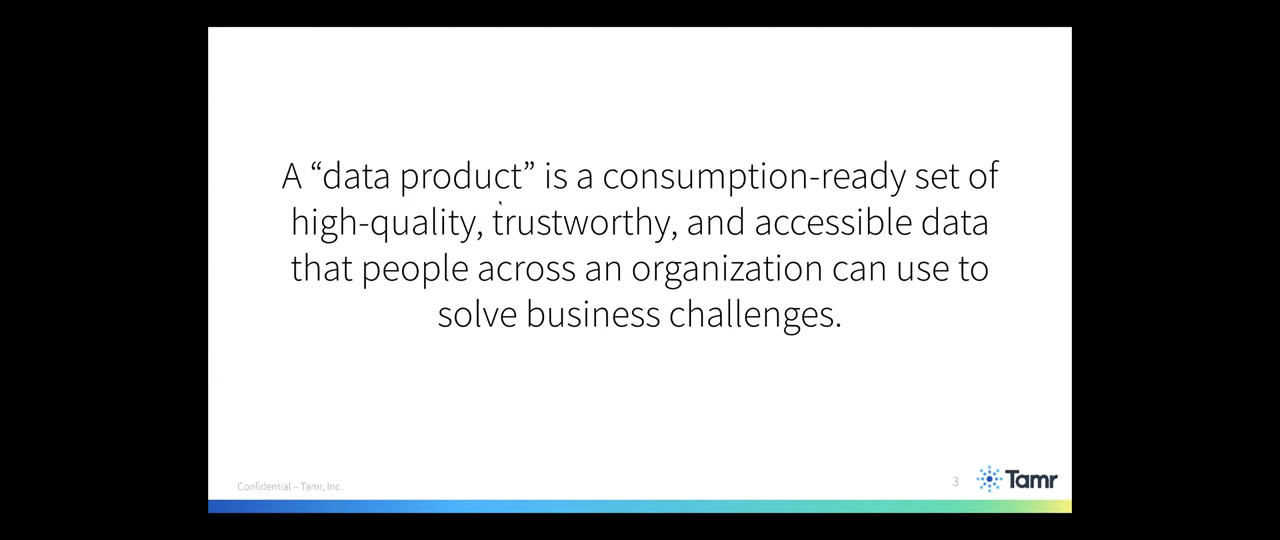 A “data product” is a consumption-ready set of
high-quality, trustworthy, and accessible data
that people across an organization can use to
solve business challenges.
Confidential – Tamr, Inc.
3
Tamr